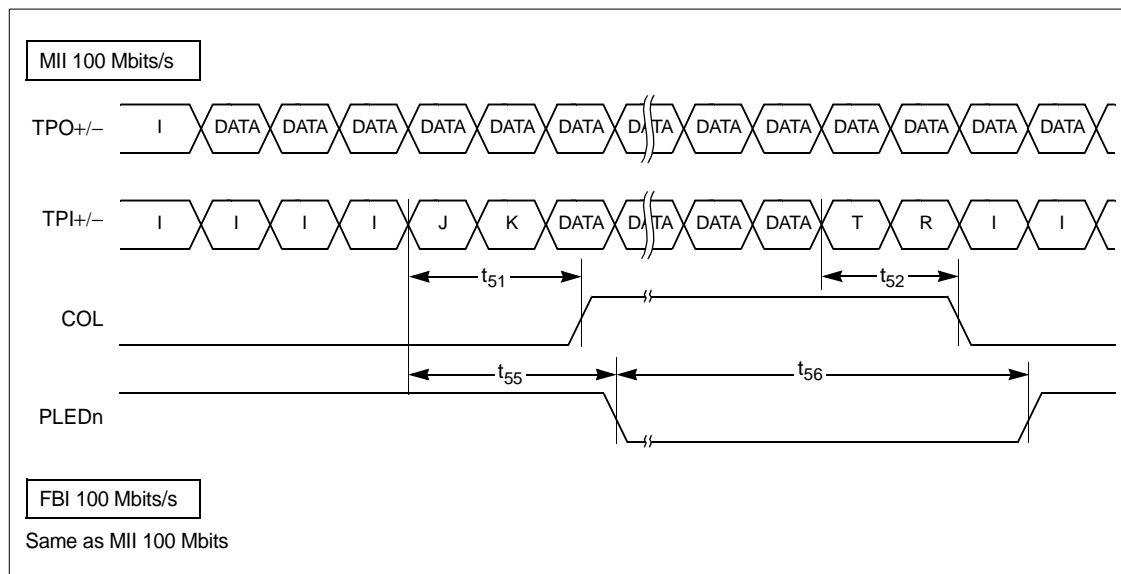 MII 100 Mbits/s
TPO+/− I DATA DATA DATA DATA DATA DATA DATA DATA DATA DATA DATA DATA DATA
TPI+/− I I I I J K DATA DATA DATA DATA T R I I
t51 t52
COL
t55 t56
PLEDn
FBI 100 Mbits/s
Same as MII 100 Mbits